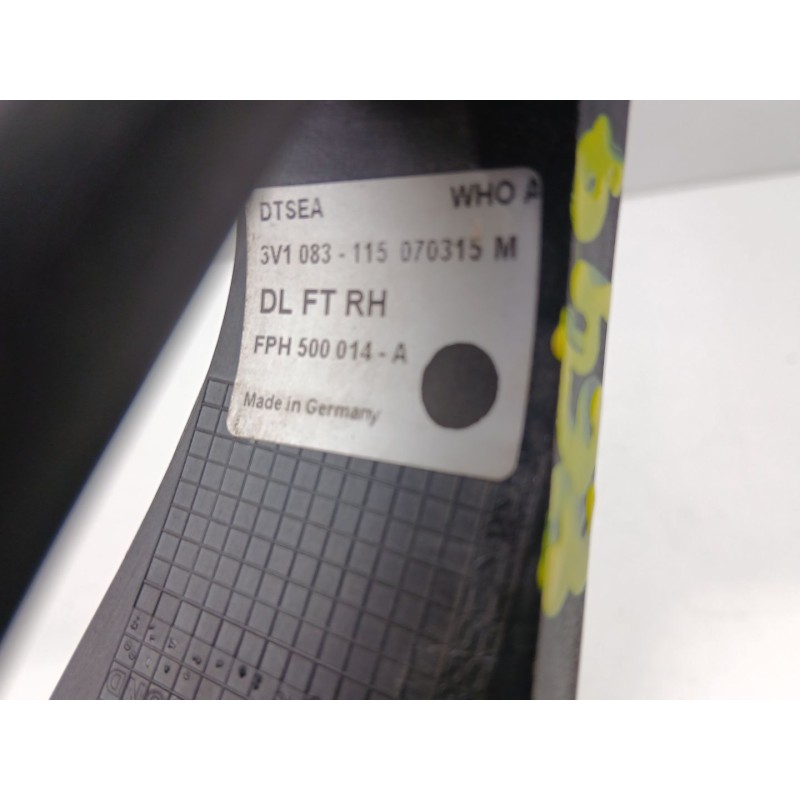 DTSEA WHO A
3V1 083 - 115 070315 M
DL FT RH
FPH 500 014 - A
Made in Germany